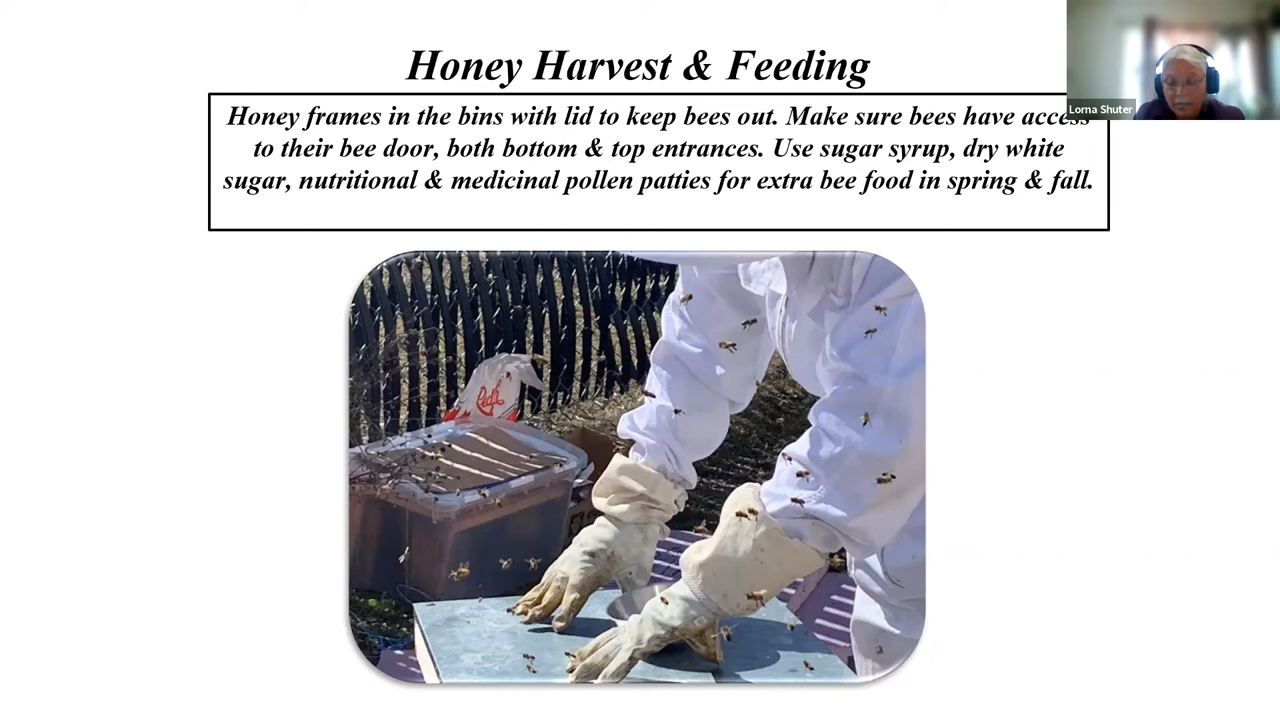 Honey Harvest & Feeding
Honey frames in the bins with lid to keep bees out. Make sure bees have access
to their bee door, both bottom & top entrances. Use sugar syrup, dry white
sugar, nutritional & medicinal pollen patties for extra bee food in spring & fall.
Lorna Shuter